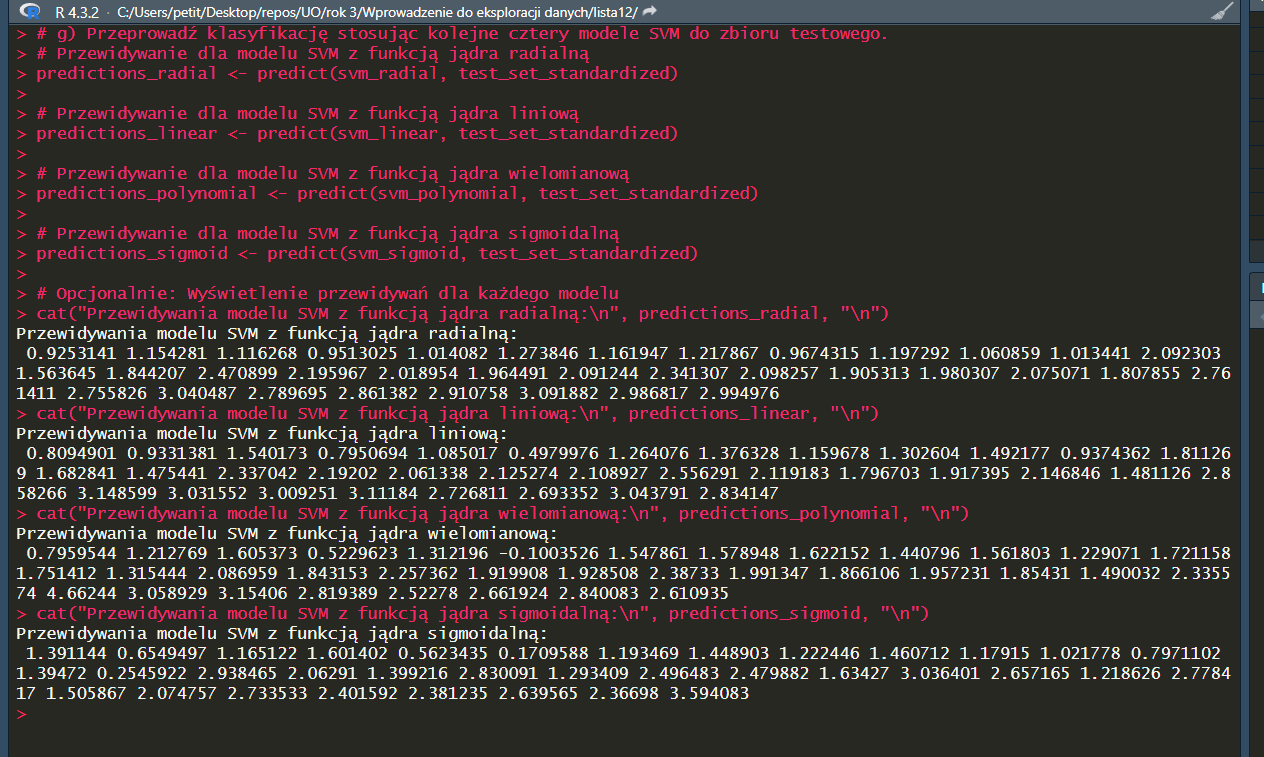 R 4.3.2 · C:/Users/petit/Desktop/repos/UO/rok 3/Wprowadzenie do eksploracji danych/lista12/
> # g) Przeprowadź klasyfikację stosując kolejne cztery modele SVM do zbioru testowego.
> # Przewidywanie dla modelu SVM z funkcją jądra radialną
> predictions_radial <- predict(svm_radial, test_set_standardized)
>
> # Przewidywanie dla modelu SVM z funkcją jądra liniową
> predictions_linear <- predict(svm_linear, test_set_standardized)
>
> # Przewidywanie dla modelu SVM z funkcją jądra wielomianową
> predictions_polynomial <- predict(svm_polynomial, test_set_standardized)
>
> # Przewidywanie dla modelu SVM z funkcją jądra sigmoidalną
> predictions_sigmoid <- predict(svm_sigmoid, test_set_standardized)
>
> # Opcjonalnie: Wyświetlenie przewidywań dla każdego modelu
> cat("Przewidywania modelu SVM z funkcją jądra radialną:\n", predictions_radial, "\n")
Przewidywania modelu SVM z funkcją jądra radialną:
 0.9253141 1.154281 1.116268 0.9513025 1.014082 1.273846 1.161947 1.217867 0.9674315 1.197292 1.060859 1.013441 2.092303
1.563645 1.844207 2.470899 2.195967 2.018954 1.964491 2.091244 2.341307 2.098257 1.905313 1.980307 2.075071 1.807855 2.76
1411 2.755826 3.040487 2.789695 2.861382 2.910758 3.091882 2.986817 2.994976
> cat("Przewidywania modelu SVM z funkcją jądra liniową:\n", predictions_linear, "\n")
Przewidywania modelu SVM z funkcją jądra liniową:
 0.8094901 0.9331381 1.540173 0.7950694 1.085017 0.4979976 1.264076 1.376328 1.159678 1.302604 1.492177 0.9374362 1.81126
9 1.682841 1.475441 2.337042 2.19202 2.061338 2.125274 2.108927 2.556291 2.119183 1.796703 1.917395 2.146846 1.481126 2.8
58266 3.148599 3.031552 3.009251 3.11184 2.726811 2.693352 3.043791 2.834147
> cat("Przewidywania modelu SVM z funkcją jądra wielomianową:\n", predictions_polynomial, "\n")
Przewidywania modelu SVM z funkcją jądra wielomianową:
 0.7959544 1.212769 1.605373 0.5229623 1.312196 -0.1003526 1.547861 1.578948 1.622152 1.440796 1.561803 1.229071 1.721158
1.751412 1.315444 2.086959 1.843153 2.257362 1.919908 1.928508 2.38733 1.991347 1.866106 1.957231 1.85431 1.490032 2.3355
74 4.66244 3.058929 3.15406 2.819389 2.52278 2.661924 2.840083 2.610935
> cat("Przewidywania modelu SVM z funkcją jądra sigmoidalną:\n", predictions_sigmoid, "\n")
Przewidywania modelu SVM z funkcją jądra sigmoidalną:
 1.391144 0.6549497 1.165122 1.601402 0.5623435 0.1709588 1.193469 1.448903 1.222446 1.460712 1.17915 1.021778 0.7971102
1.39472 0.2545922 2.938465 2.06291 1.399216 2.830091 1.293409 2.496483 2.479882 1.63427 3.036401 2.657165 1.218626 2.7784
17 1.505867 2.074757 2.733533 2.401592 2.381235 2.639565 2.36698 3.594083
>